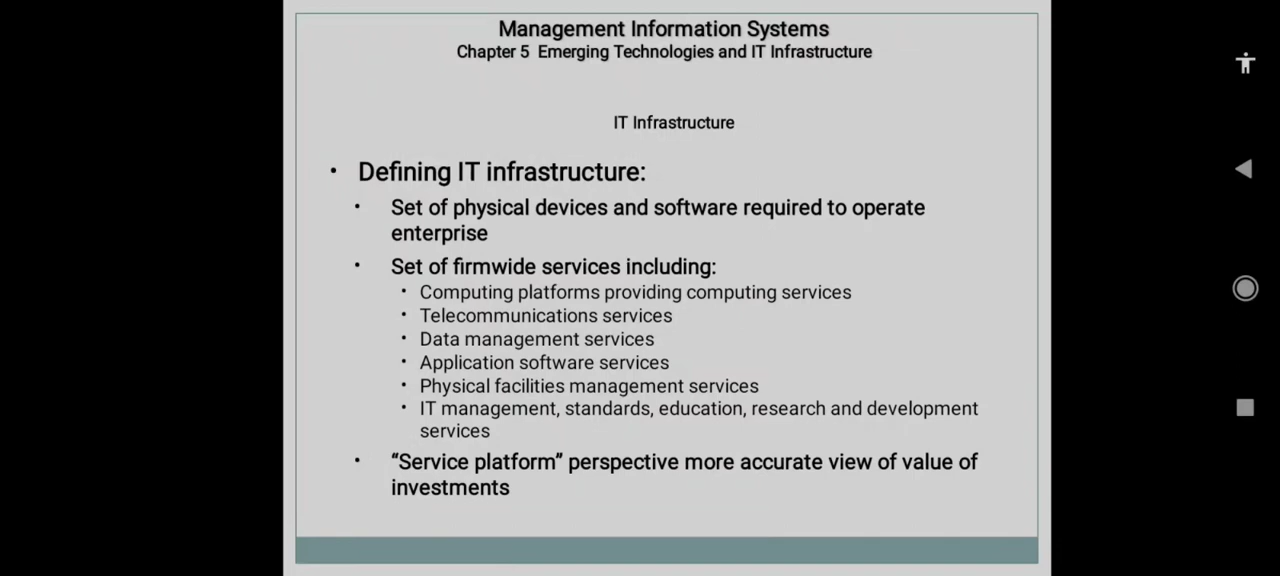 Management Information Systems
Chapter 5 Emerging Technologies and IT Infrastructure
IT Infrastructure
• Defining IT infrastructure:
• Set of physical devices and software required to operate
enterprise
• Set of firmwide services including:
• Computing platforms providing computing services
• Telecommunications services
• Data management services
• Application software services
• Physical facilities management services
• IT management, standards, education, research and development
services
• “Service platform” perspective more accurate view of value of
investments